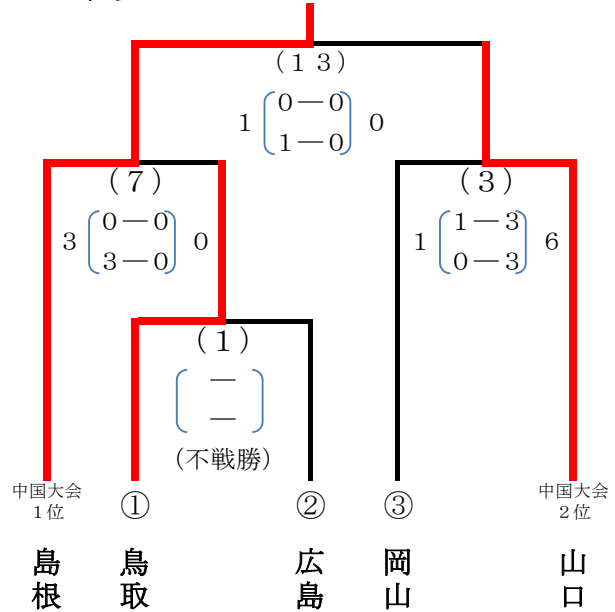 (13)
1 0－0 0
1－0
(7)
3 0－0 0
3－0
(3)
1 1－3 6
0－3
(1)
－
－
(不戦勝)
中国大会
1位
①
②
③
中国大会
2位
島根
鳥取
広島
岡山
山口